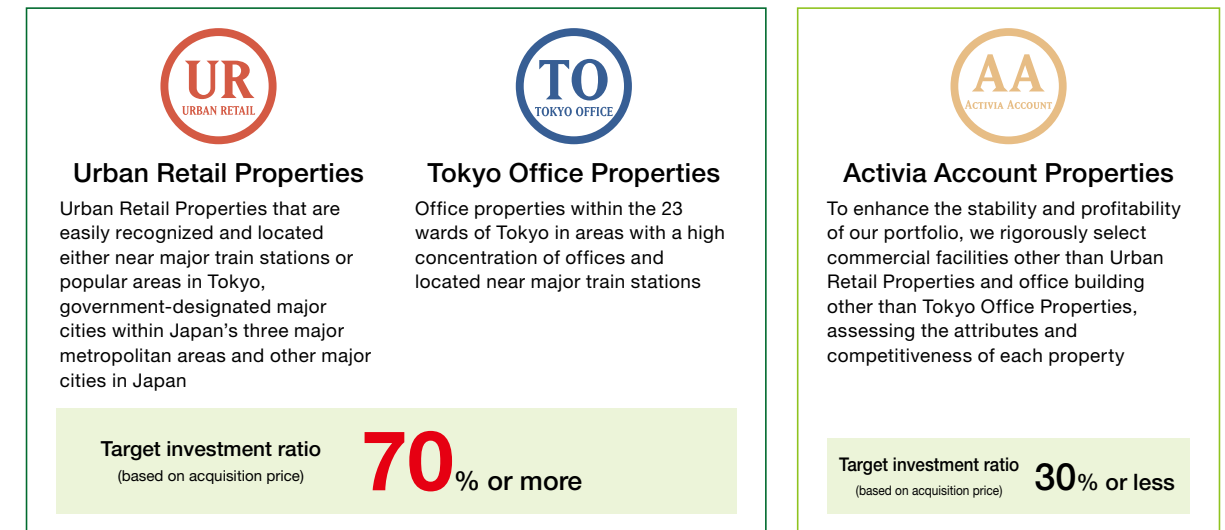 UR
URBAN RETAIL
Urban Retail Properties
Urban Retail Properties that are
easily recognized and located
either near major train stations or
popular areas in Tokyo,
government-designated major
cities within Japan's three major
metropolitan areas and other major
cities in Japan
TO
TOKYO OFFICE
Tokyo Office Properties
Office properties within the 23
wards of Tokyo in areas with a high
concentration of offices and
located near major train stations
Target investment ratio
(based on acquisition price)
70% or more
AA
ACTIVIA ACCOUNT
Activia Account Properties
To enhance the stability and profitability
of our portfolio, we rigorously select
commercial facilities other than Urban
Retail Properties and office building
other than Tokyo Office Properties,
assessing the attributes and
competitiveness of each property
Target investment ratio
(based on acquisition price)
30% or less